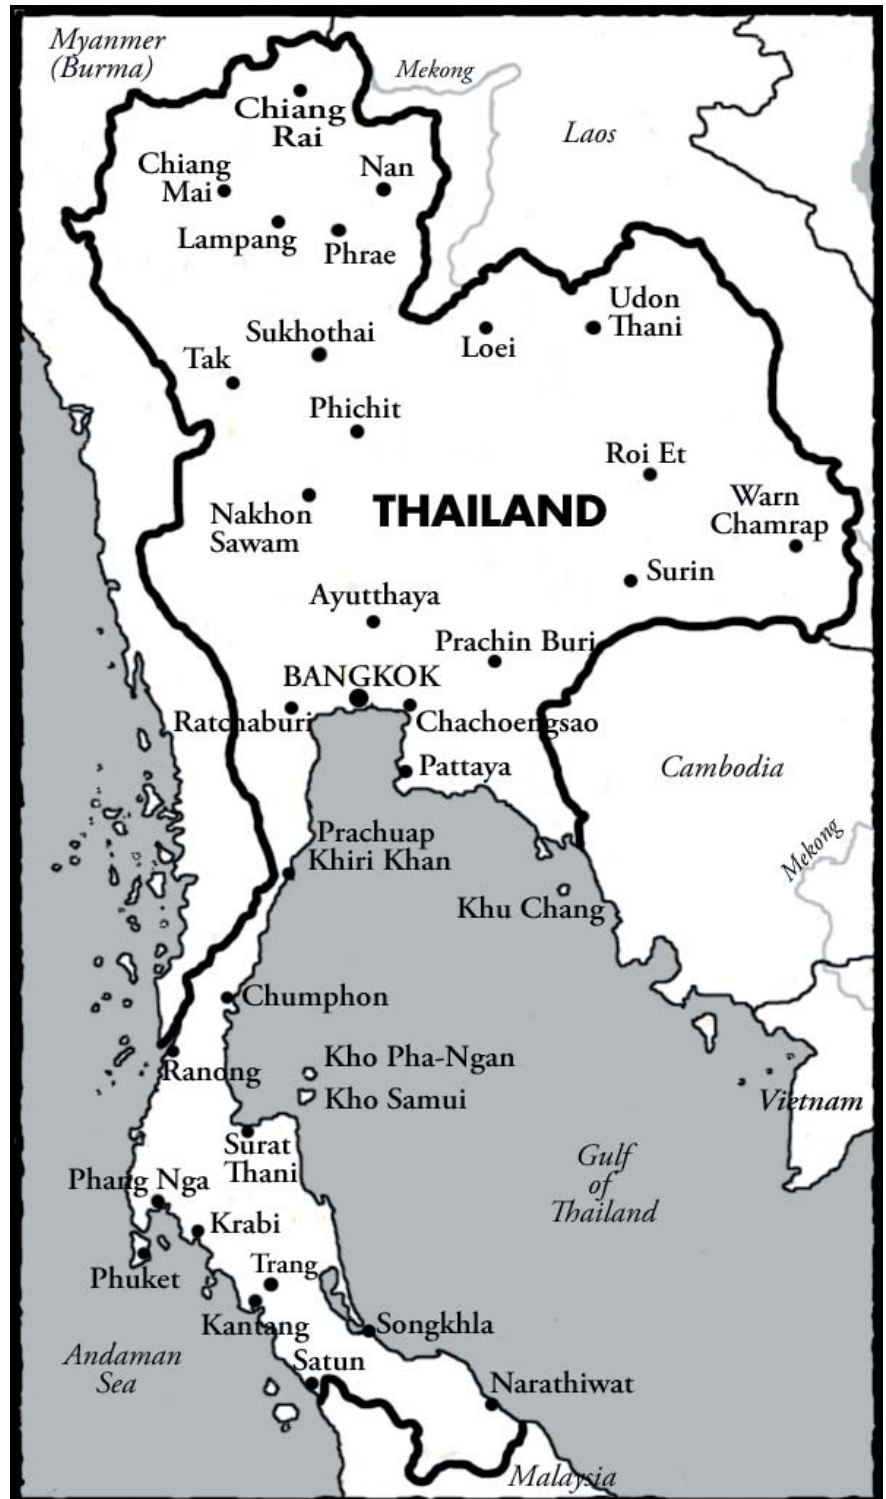 Myanmer
(Burma)
Mekong
Chiang
Rai
Laos
Chiang
Mai
Nan
Lampang
Phrae
Udon
Thani
Sukhothai
Loei
Tak
Phichit
Roi Et
Warn
Chamrap
THAILAND
Nakhon
Sawam
Surin
Ayutthaya
Prachin Buri
BANGKOK
Ratchaburi
Chachoengsao
Pattaya
Cambodia
Prachuap
Khiri Khan
Mekong
Khu Chang
Chumphon
Ranong
Kho Pha-Ngan
Kho Samui
Vietnam
Surat
Thani
Gulf
of
Thailand
Phang Nga
Krabi
Phuket
Trang
Kantang
Songkhla
Andaman
Sea
Satun
Narathiwat
Malaysia